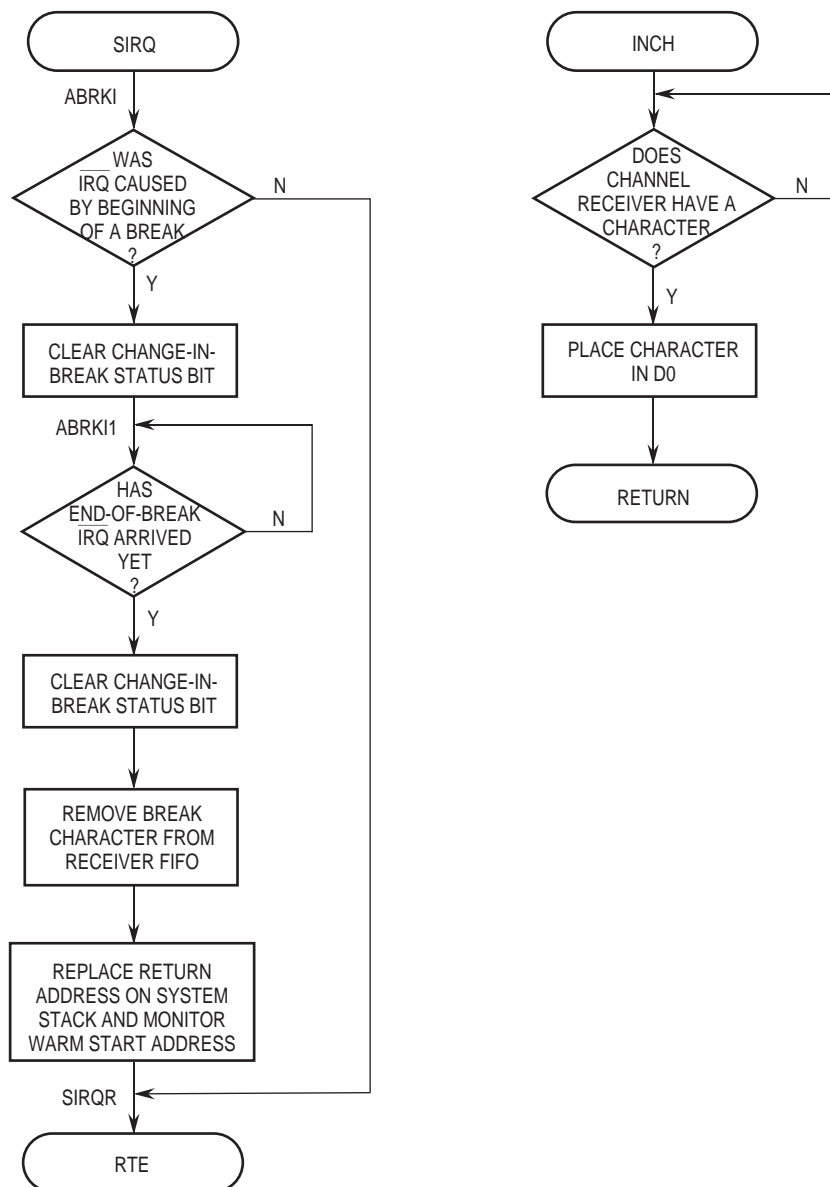 SIRQ
ABRKI
WAS
IRQ CAUSED
BY BEGINNING
OF A BREAK
?
N
Y
CLEAR CHANGE-IN-
BREAK STATUS BIT
ABRKI1
HAS
END-OF-BREAK
IRQ ARRIVED
YET
?
N
Y
CLEAR CHANGE-IN-
BREAK STATUS BIT
REMOVE BREAK
CHARACTER FROM
RECEIVER FIFO
REPLACE RETURN
ADDRESS ON SYSTEM
STACK AND MONITOR
WARM START ADDRESS
SIRQR
RTE
INCH
DOES
CHANNEL
RECEIVER HAVE A
CHARACTER
?
N
Y
PLACE CHARACTER
IN D0
RETURN